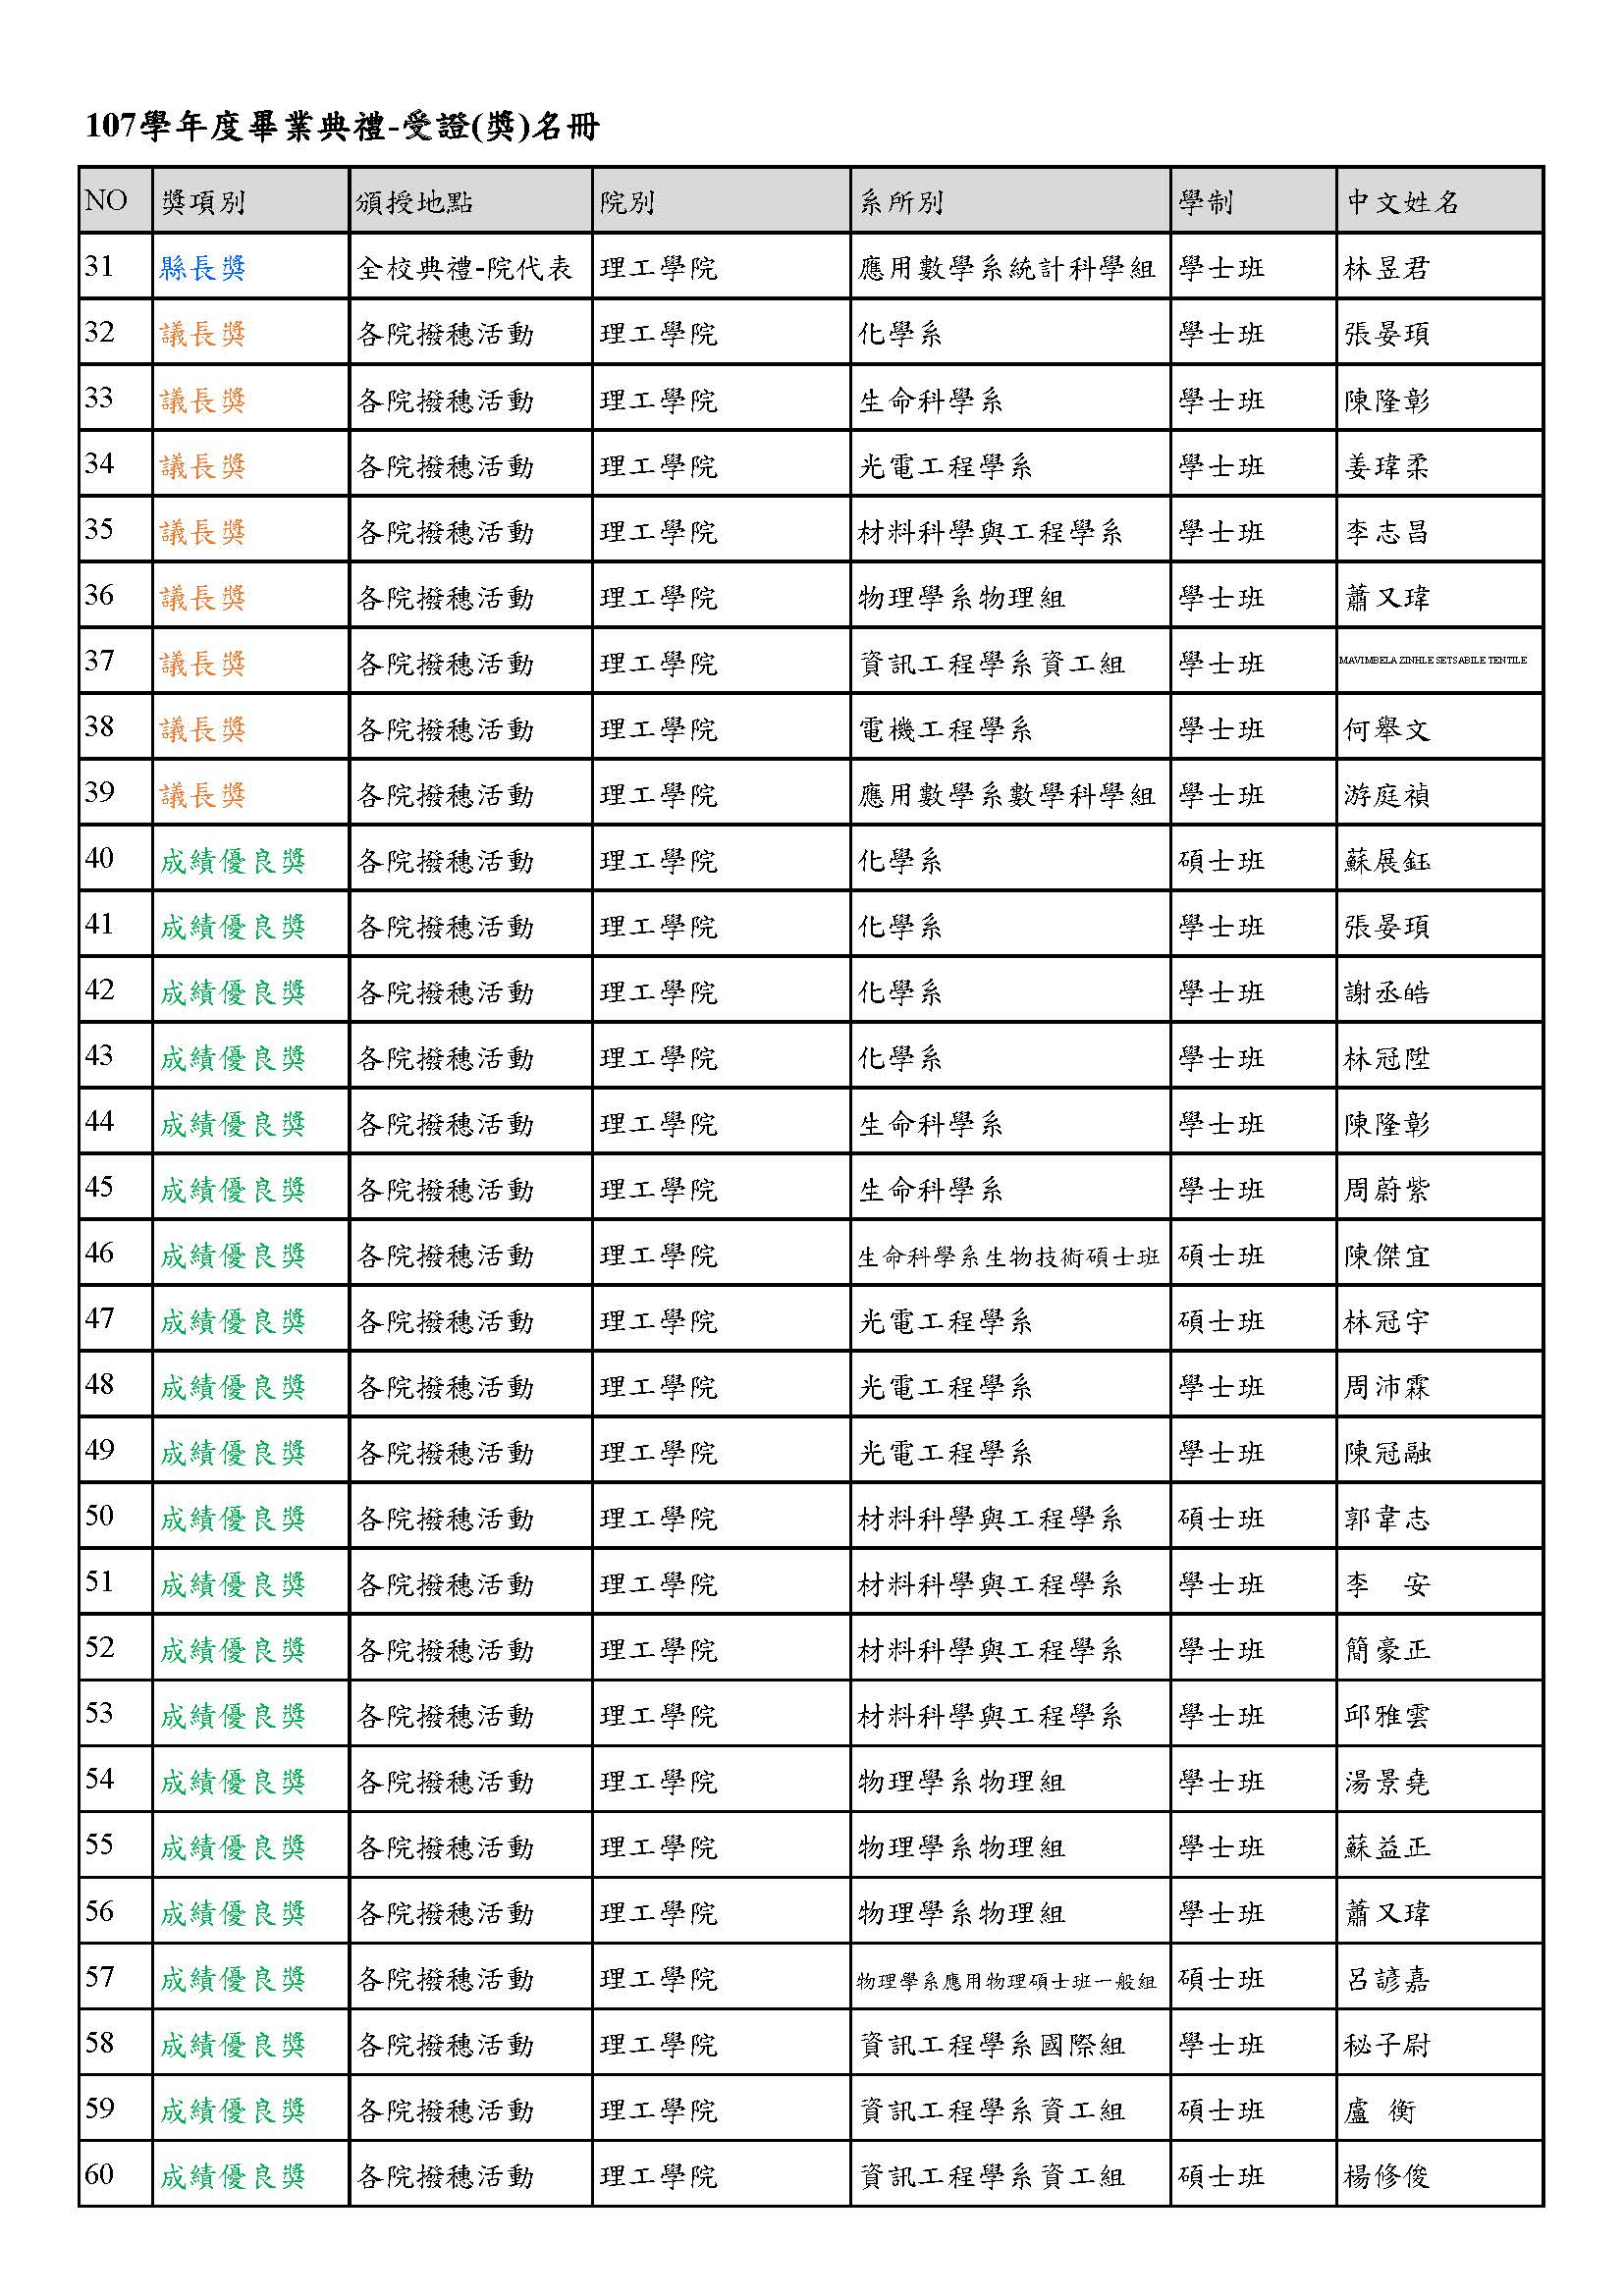 107學年度畢業典禮-受證(獎)名冊
NO 獎項別 頒授地點 院別 系所別 學制 中文姓名
31 縣長獎 全校典禮-院代表 理工學院 應用數學系統計科學組 學士班 林昱君
32 議長獎 各院撥穗活動 理工學院 化學系 學士班 張晏頊
33 議長獎 各院撥穗活動 理工學院 生命科學系 學士班 陳隆彰
34 議長獎 各院撥穗活動 理工學院 光電工程學系 學士班 姜瑋柔
35 議長獎 各院撥穗活動 理工學院 材料科學與工程學系 學士班 李志昌
36 議長獎 各院撥穗活動 理工學院 物理學系物理組 學士班 蕭又瑋
37 議長獎 各院撥穗活動 理工學院 資訊工程學系資工組 學士班 MAVIMBELA ZINHLE SETSABILE TENTILE
38 議長獎 各院撥穗活動 理工學院 電機工程學系 學士班 何舉文
39 議長獎 各院撥穗活動 理工學院 應用數學系數學科學組 學士班 游庭禎
40 成績優良獎 各院撥穗活動 理工學院 化學系 碩士班 蘇展鈺
41 成績優良獎 各院撥穗活動 理工學院 化學系 學士班 張晏頊
42 成績優良獎 各院撥穗活動 理工學院 化學系 學士班 謝丞皓
43 成績優良獎 各院撥穗活動 理工學院 化學系 學士班 林冠陞
44 成績優良獎 各院撥穗活動 理工學院 生命科學系 學士班 陳隆彰
45 成績優良獎 各院撥穗活動 理工學院 生命科學系 學士班 周蔚紫
46 成績優良獎 各院撥穗活動 理工學院 生命科學系生物技術碩士班 碩士班 陳傑宜
47 成績優良獎 各院撥穗活動 理工學院 光電工程學系 碩士班 林冠宇
48 成績優良獎 各院撥穗活動 理工學院 光電工程學系 學士班 周沛霖
49 成績優良獎 各院撥穗活動 理工學院 光電工程學系 學士班 陳冠融
50 成績優良獎 各院撥穗活動 理工學院 材料科學與工程學系 碩士班 郭韋志
51 成績優良獎 各院撥穗活動 理工學院 材料科學與工程學系 學士班 李 安
52 成績優良獎 各院撥穗活動 理工學院 材料科學與工程學系 學士班 簡豪正
53 成績優良獎 各院撥穗活動 理工學院 材料科學與工程學系 學士班 邱雅雲
54 成績優良獎 各院撥穗活動 理工學院 物理學系物理組 學士班 湯景堯
55 成績優良獎 各院撥穗活動 理工學院 物理學系物理組 學士班 蘇益正
56 成績優良獎 各院撥穗活動 理工學院 物理學系物理組 學士班 蕭又瑋
57 成績優良獎 各院撥穗活動 理工學院 物理學系應用物理碩士班一般組 碩士班 呂諺嘉
58 成績優良獎 各院撥穗活動 理工學院 資訊工程學系國際組 學士班 秘子尉
59 成績優良獎 各院撥穗活動 理工學院 資訊工程學系資工組 碩士班 盧 衡
60 成績優良獎 各院撥穗活動 理工學院 資訊工程學系資工組 碩士班 楊修俊